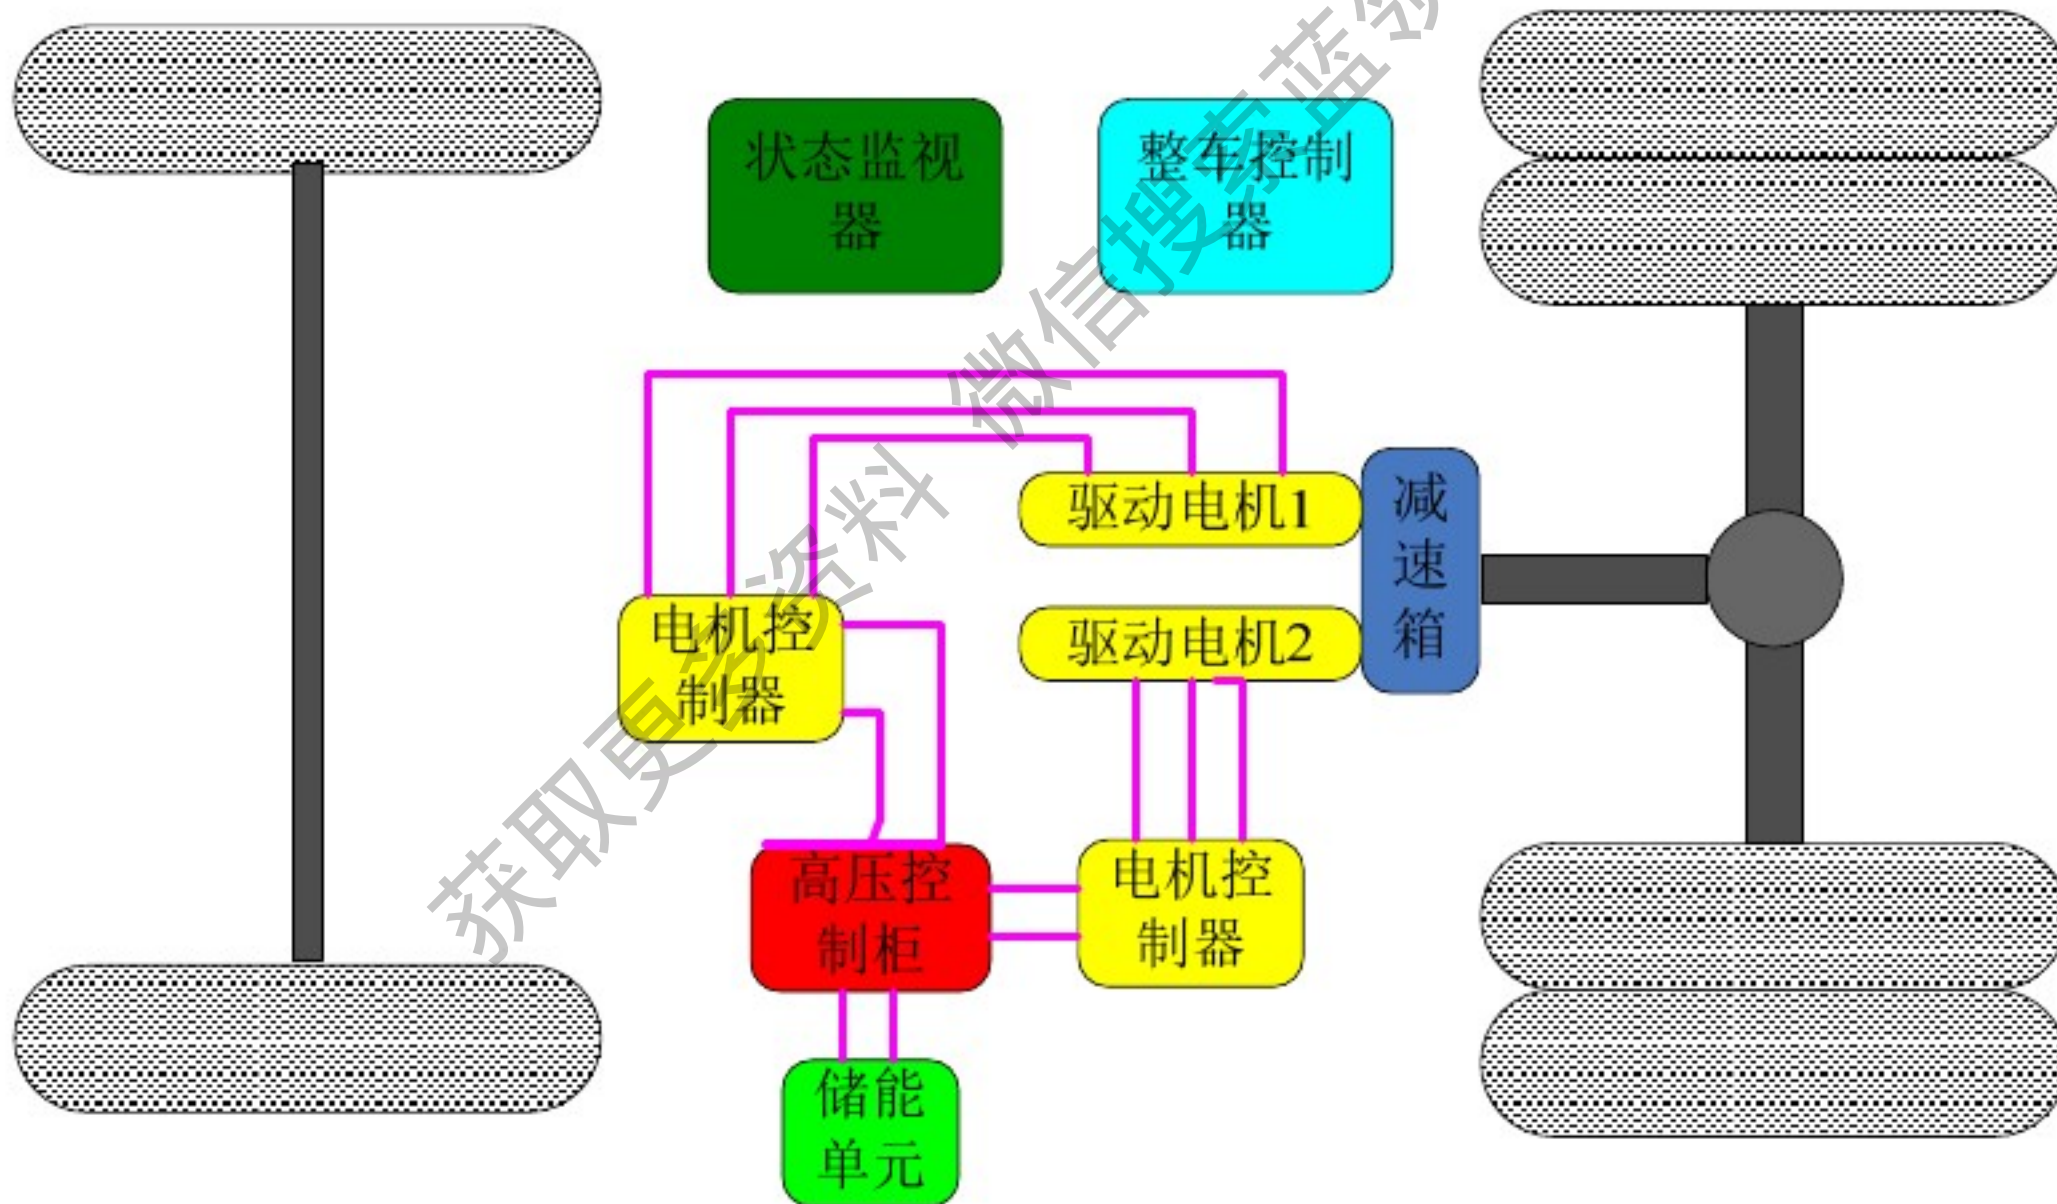 状态监视
器
整车控制
器
驱动电机1
减
速
箱
电机控
制器
驱动电机2
高压控
制柜
电机控
制器
储能
单元
获取更多资料 微信搜索蓝领